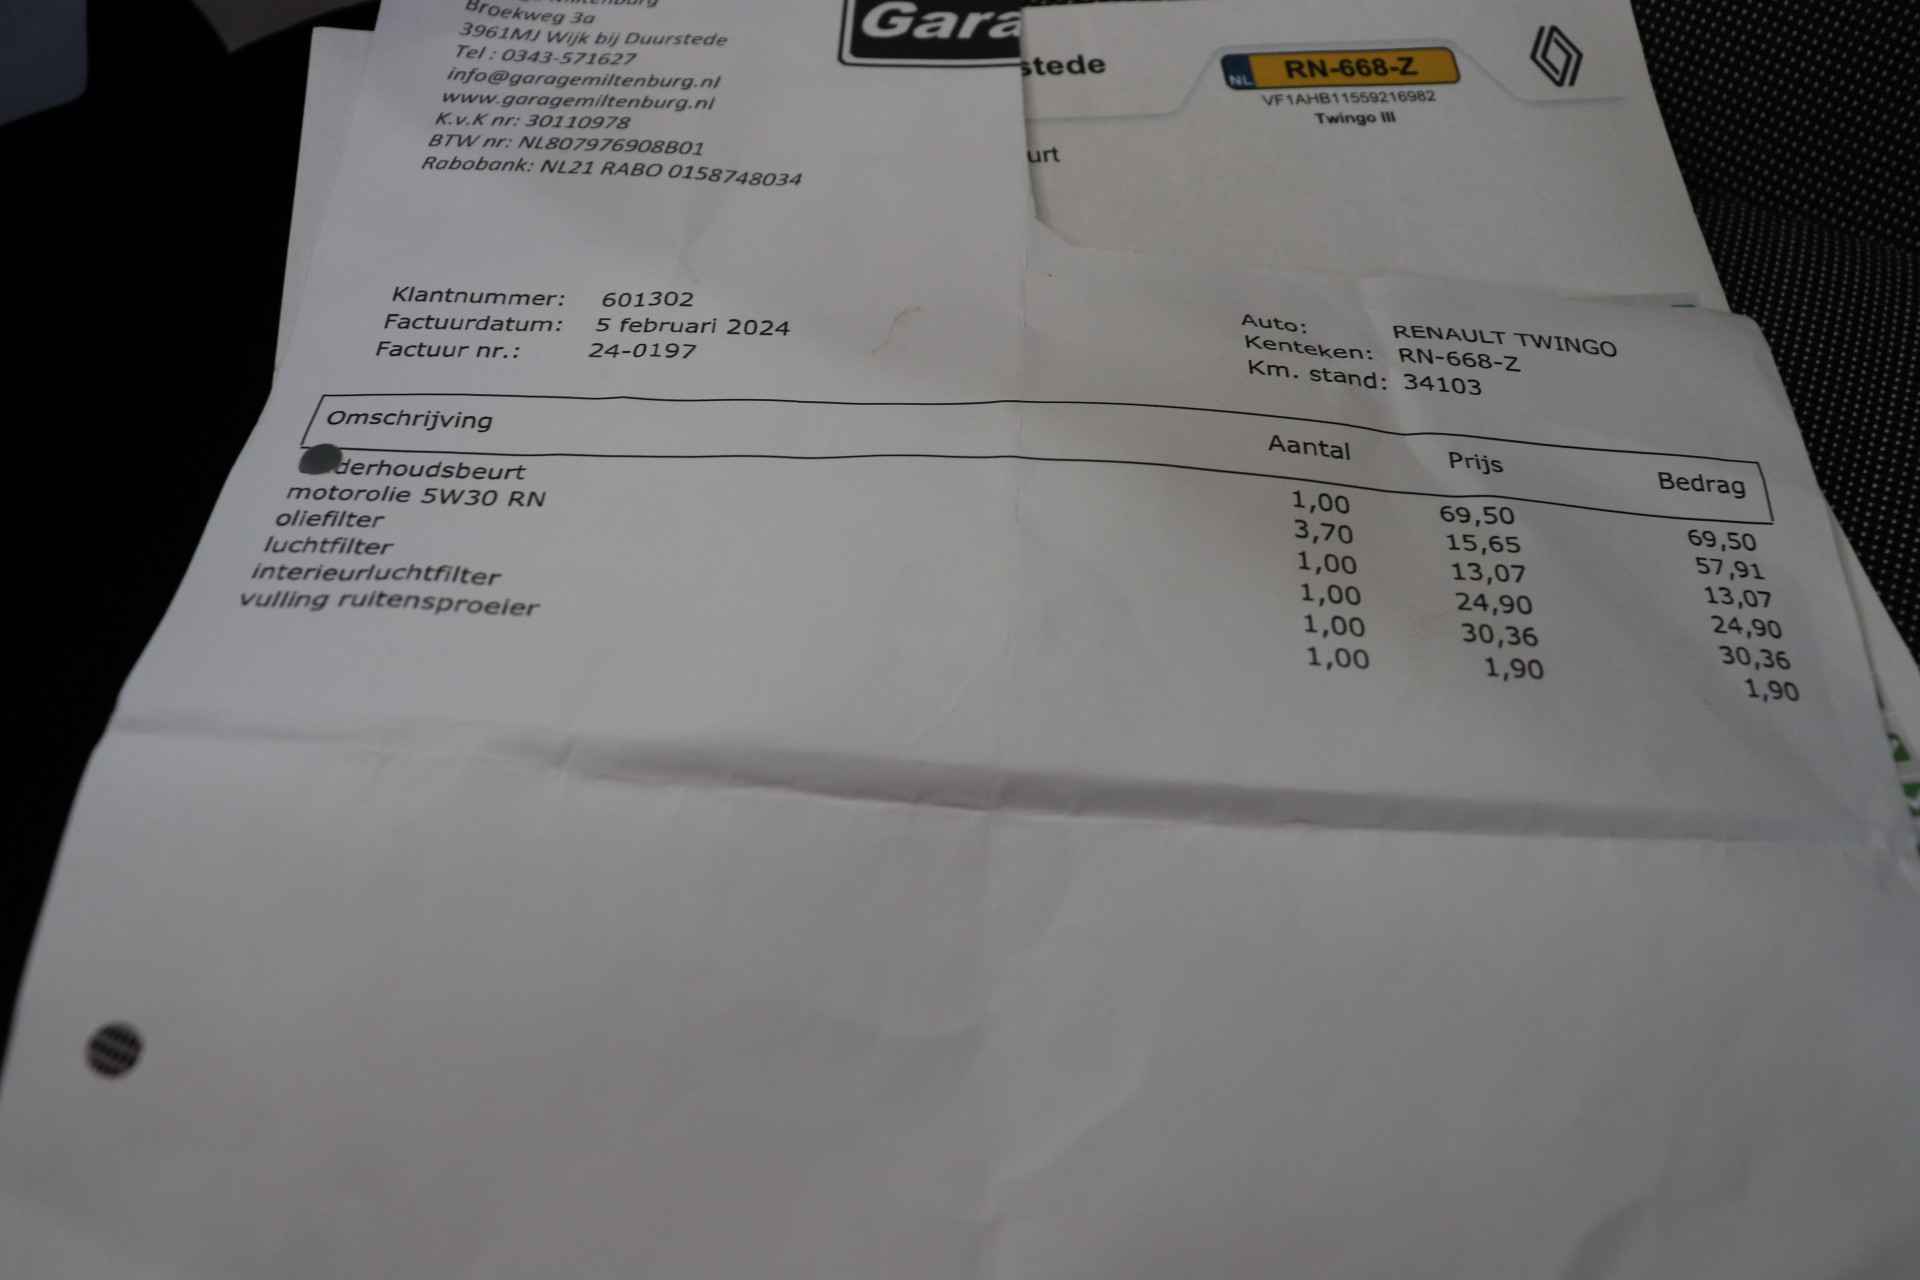 Broekweg 3a
3961MJ Wijk bij Duurstede
Tel : 0343-571627
info@garagemiltenburg.nl
www.garagemiltenburg.nl
K.v.K nr: 30110978
BTW nr: NL807976908B01
Rabobank: NL21 RABO 0158748034
Gara
stede
NL RN-668-Z
VF1AHB11559216982
Twingo III
urt
Klantnummer: 601302
Factuurdatum: 5 februari 2024
Factuur nr.: 24-0197
Auto: RENAULT TWINGO
Kenteken: RN-668-Z
Km. stand: 34103
Omschrijving Aantal Prijs Bedrag
derhoudsbeurt 1,00 69,50 69,50
motorolie 5W30 RN 3,70 15,65 57,91
oliefilter 1,00 13,07 13,07
luchtfilter 1,00 24,90 24,90
interieurluchtfilter 1,00 30,36 30,36
vulling ruitensproeier 1,00 1,90 1,90